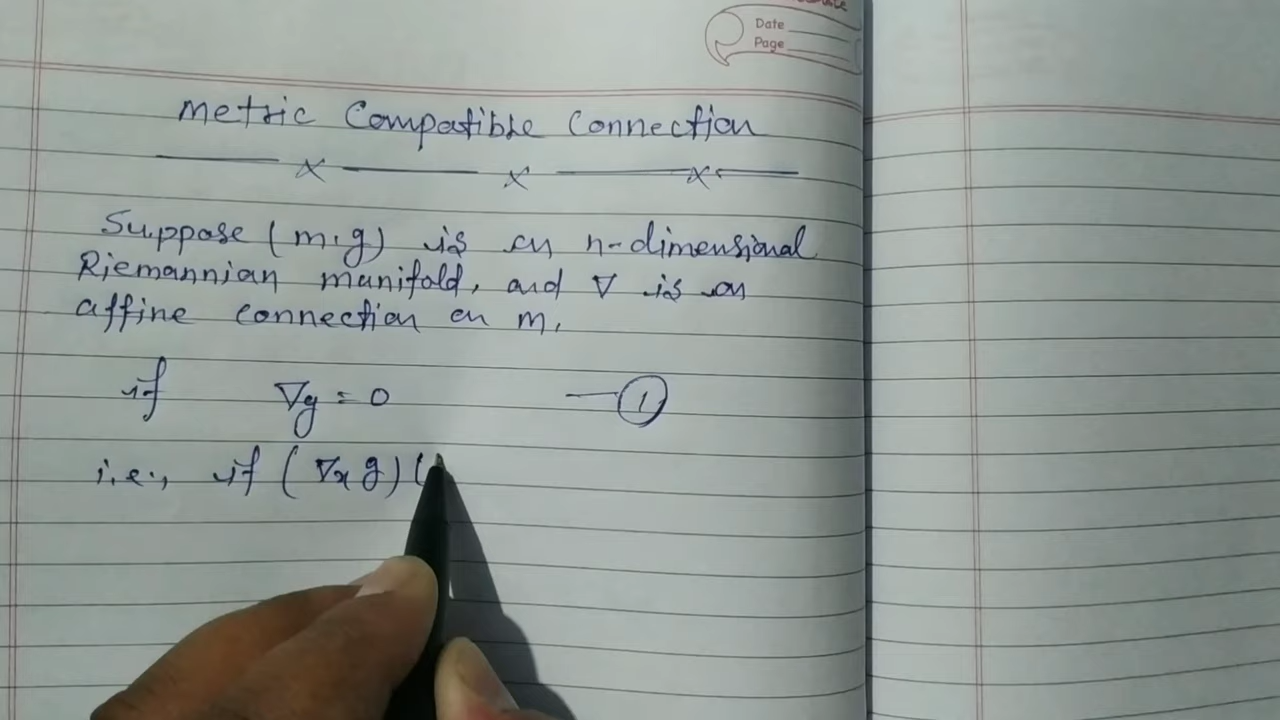 Date
Page
Metric Compatible Connection
Suppose (M,g) is an n-dimensional
Riemannian manifold, and ∇ is an
affine connection on M.
if ∇g = 0 —①
i.e., if (∇x g)(